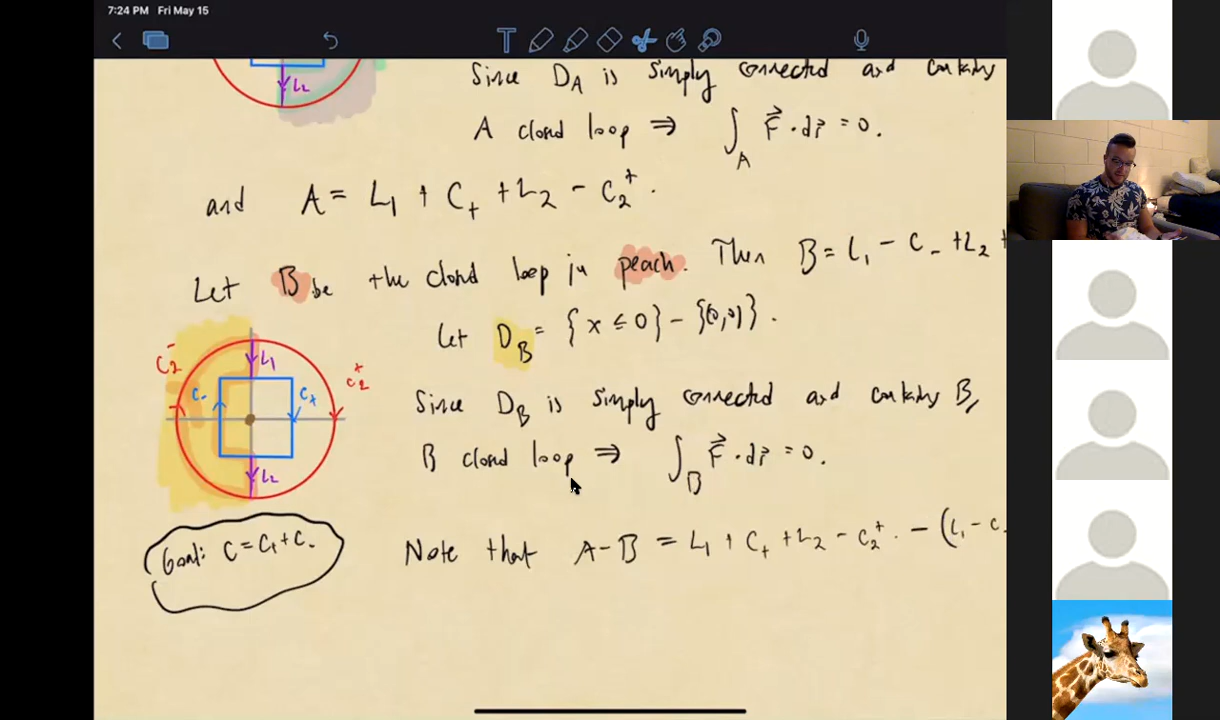 7:24 PM Fri May 15
L₂
Since D_A is simply connected and contains
A closed loop ⇒ ∫_A F⃗ · dr⃗ = 0.
and A = L₁ + C₊ + L₂ - C₂⁺.
Let B be the closed loop in peach. Then B = L₁ - C₋ + L₂ +
Let D_B = {x ≤ 0} - {(0,0)}.
C₂⁻ L₁ C₂⁺
C₋ C₊
Since D_B is simply connected and contains B,
B closed loop ⇒ ∫_B F⃗ · dr⃗ = 0.
L₂
Goal: C = C₊ + C₋
Note that A - B = L₁ + C₊ + L₂ - C₂⁺. - (L₁ - C